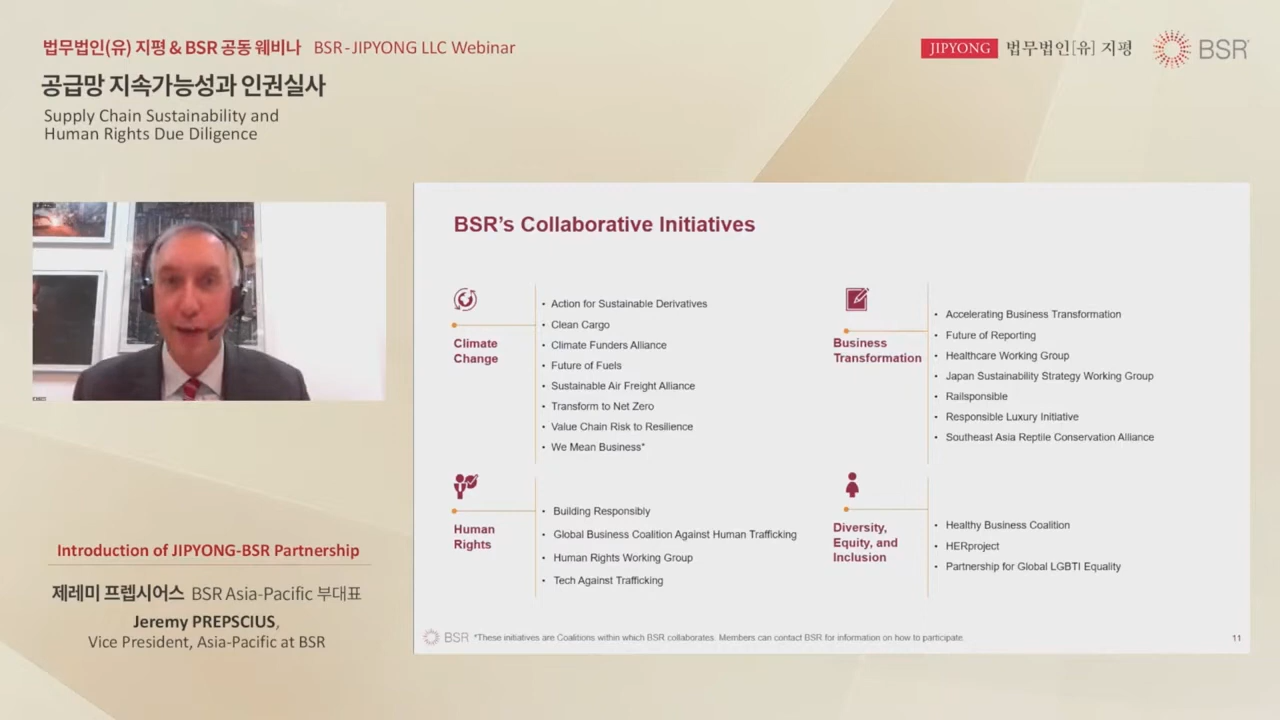 법무법인(유) 지평 & BSR 공동 웨비나 BSR-JIPYONG LLC Webinar
공급망 지속가능성과 인권실사
Supply Chain Sustainability and
Human Rights Due Diligence
JIPYONG 법무법인[유] 지평
BSR
BSR's Collaborative Initiatives
Climate
Change
• Action for Sustainable Derivatives
• Clean Cargo
• Climate Funders Alliance
• Future of Fuels
• Sustainable Air Freight Alliance
• Transform to Net Zero
• Value Chain Risk to Resilience
• We Mean Business*
Business
Transformation
• Accelerating Business Transformation
• Future of Reporting
• Healthcare Working Group
• Japan Sustainability Strategy Working Group
• Railsponsible
• Responsible Luxury Initiative
• Southeast Asia Reptile Conservation Alliance
Human
Rights
• Building Responsibly
• Global Business Coalition Against Human Trafficking
• Human Rights Working Group
• Tech Against Trafficking
Diversity,
Equity, and
Inclusion
• Healthy Business Coalition
• HERproject
• Partnership for Global LGBTI Equality
BSR *These initiatives are Coalitions within which BSR collaborates. Members can contact BSR for information on how to participate
11
Introduction of JIPYONG-BSR Partnership
제레미 프렙시어스 BSR Asia-Pacific 부대표
Jeremy PREPSCIUS,
Vice President, Asia-Pacific at BSR